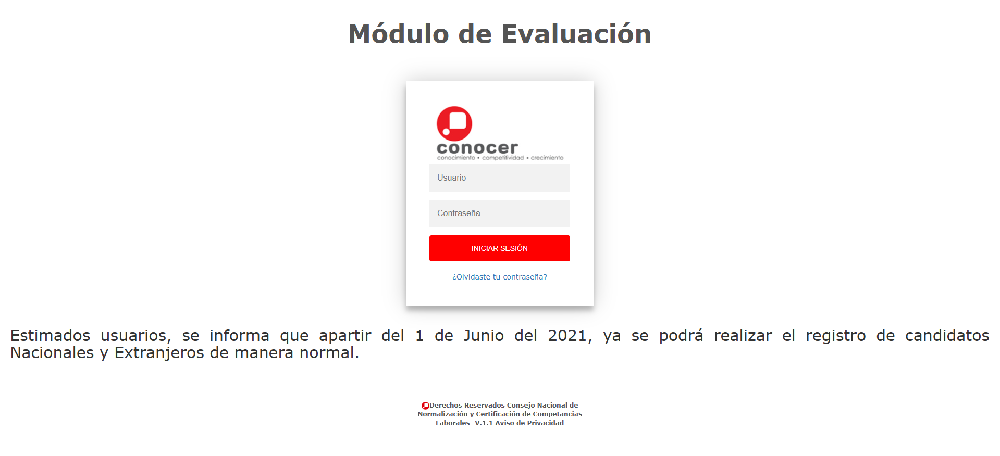 Módulo de Evaluación
conocer
conocimiento • competitividad • crecimiento
Usuario
Contraseña
INICIAR SESIÓN
¿Olvidaste tu contraseña?
Estimados usuarios, se informa que apartir del 1 de Junio del 2021, ya se podrá realizar el registro de candidatos
Nacionales y Extranjeros de manera normal.
Derechos Reservados Consejo Nacional de
Normalización y Certificación de Competancias
Laborales -V.1.1 Aviso de Privacidad